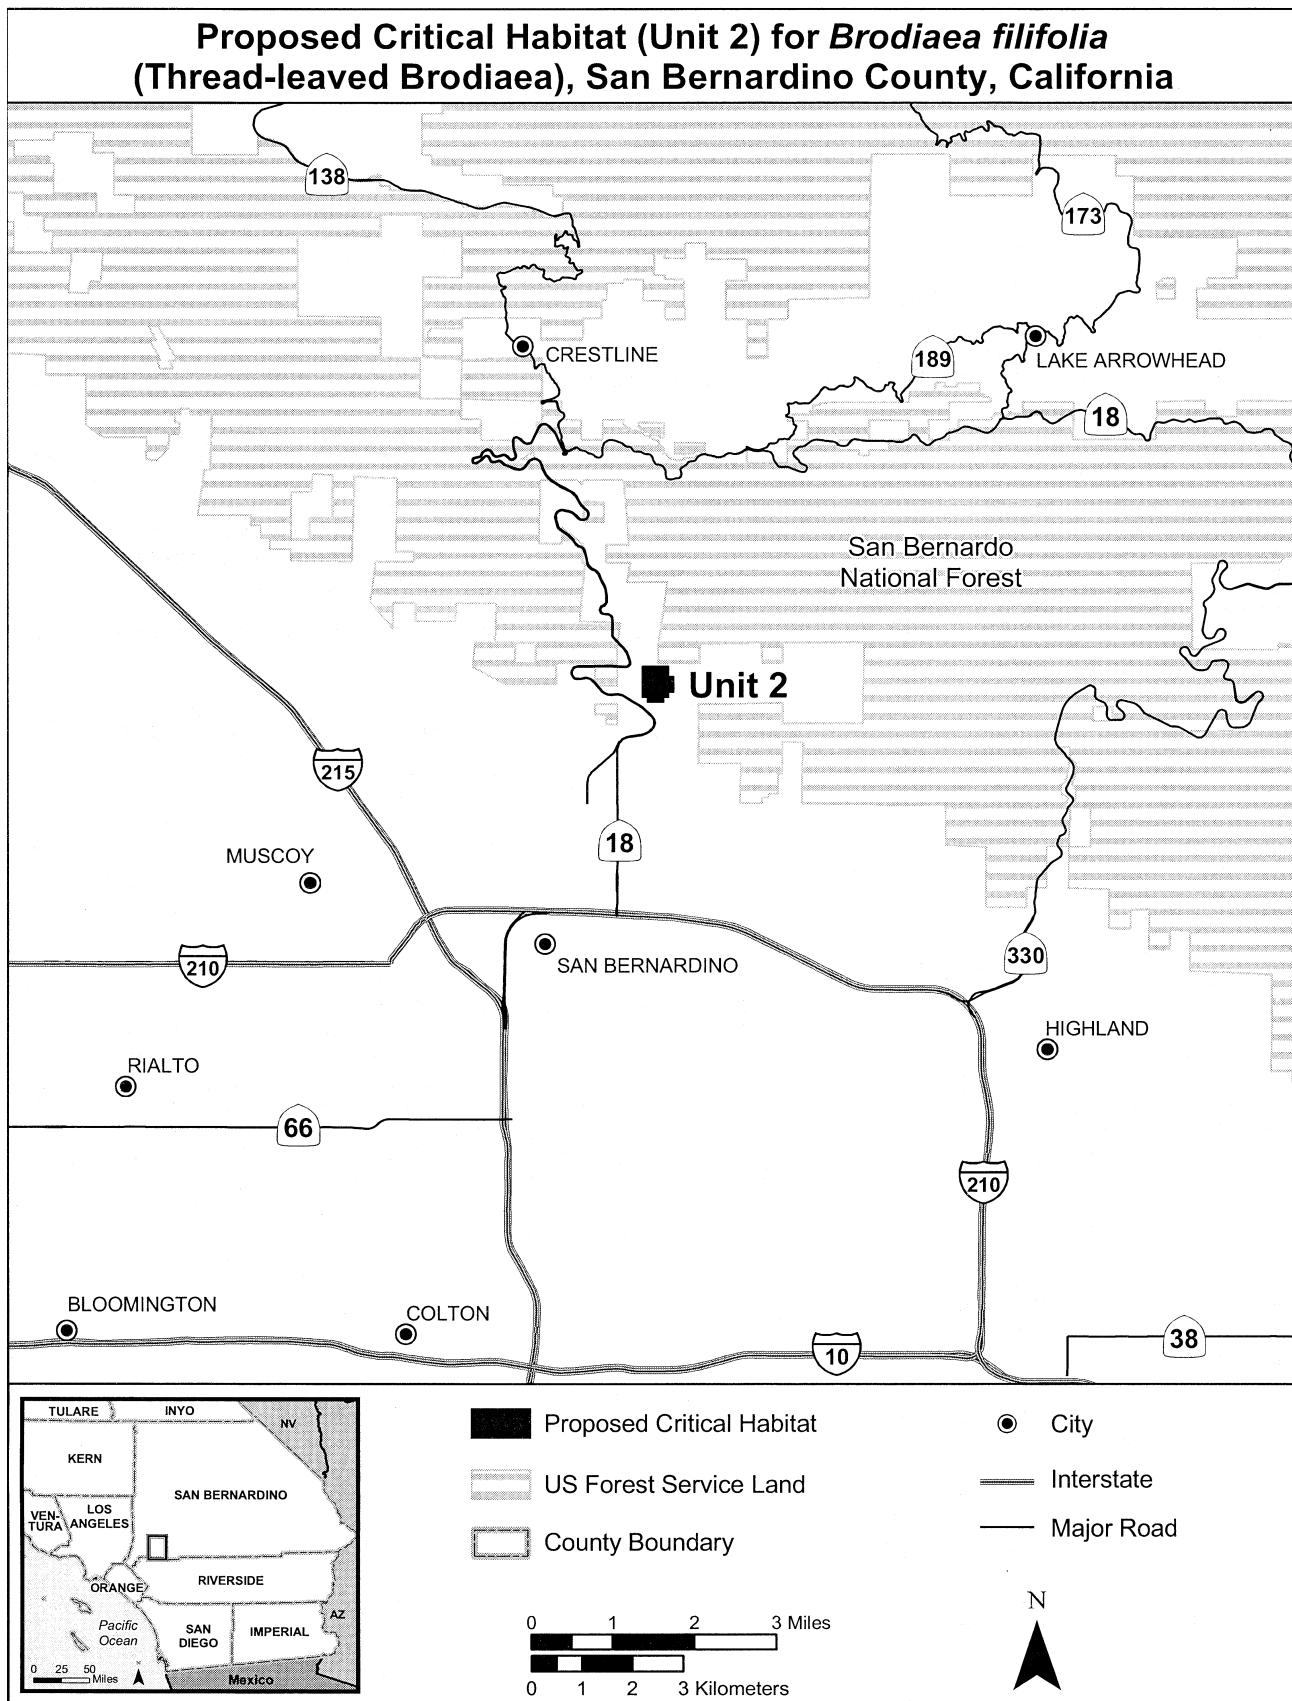 Proposed Critical Habitat (Unit 2) for Brodiaea filifolia
(Thread-leaved Brodiaea), San Bernardino County, California
138
173
CRESTLINE
189
LAKE ARROWHEAD
18
San Bernardo
National Forest
Unit 2
215
18
MUSCOY
210
SAN BERNARDINO
330
HIGHLAND
RIALTO
66
210
BLOOMINGTON
COLTON
10
38
TULARE
INYO
NV
KERN
SAN BERNARDINO
VEN-
TURA
LOS
ANGELES
ORANGE
RIVERSIDE
AZ
Pacific
Ocean
SAN
DIEGO
IMPERIAL
0 25 50
Miles
N
Mexico
Proposed Critical Habitat
US Forest Service Land
County Boundary
City
Interstate
Major Road
0 1 2 3 Miles
0 1 2 3 Kilometers
N